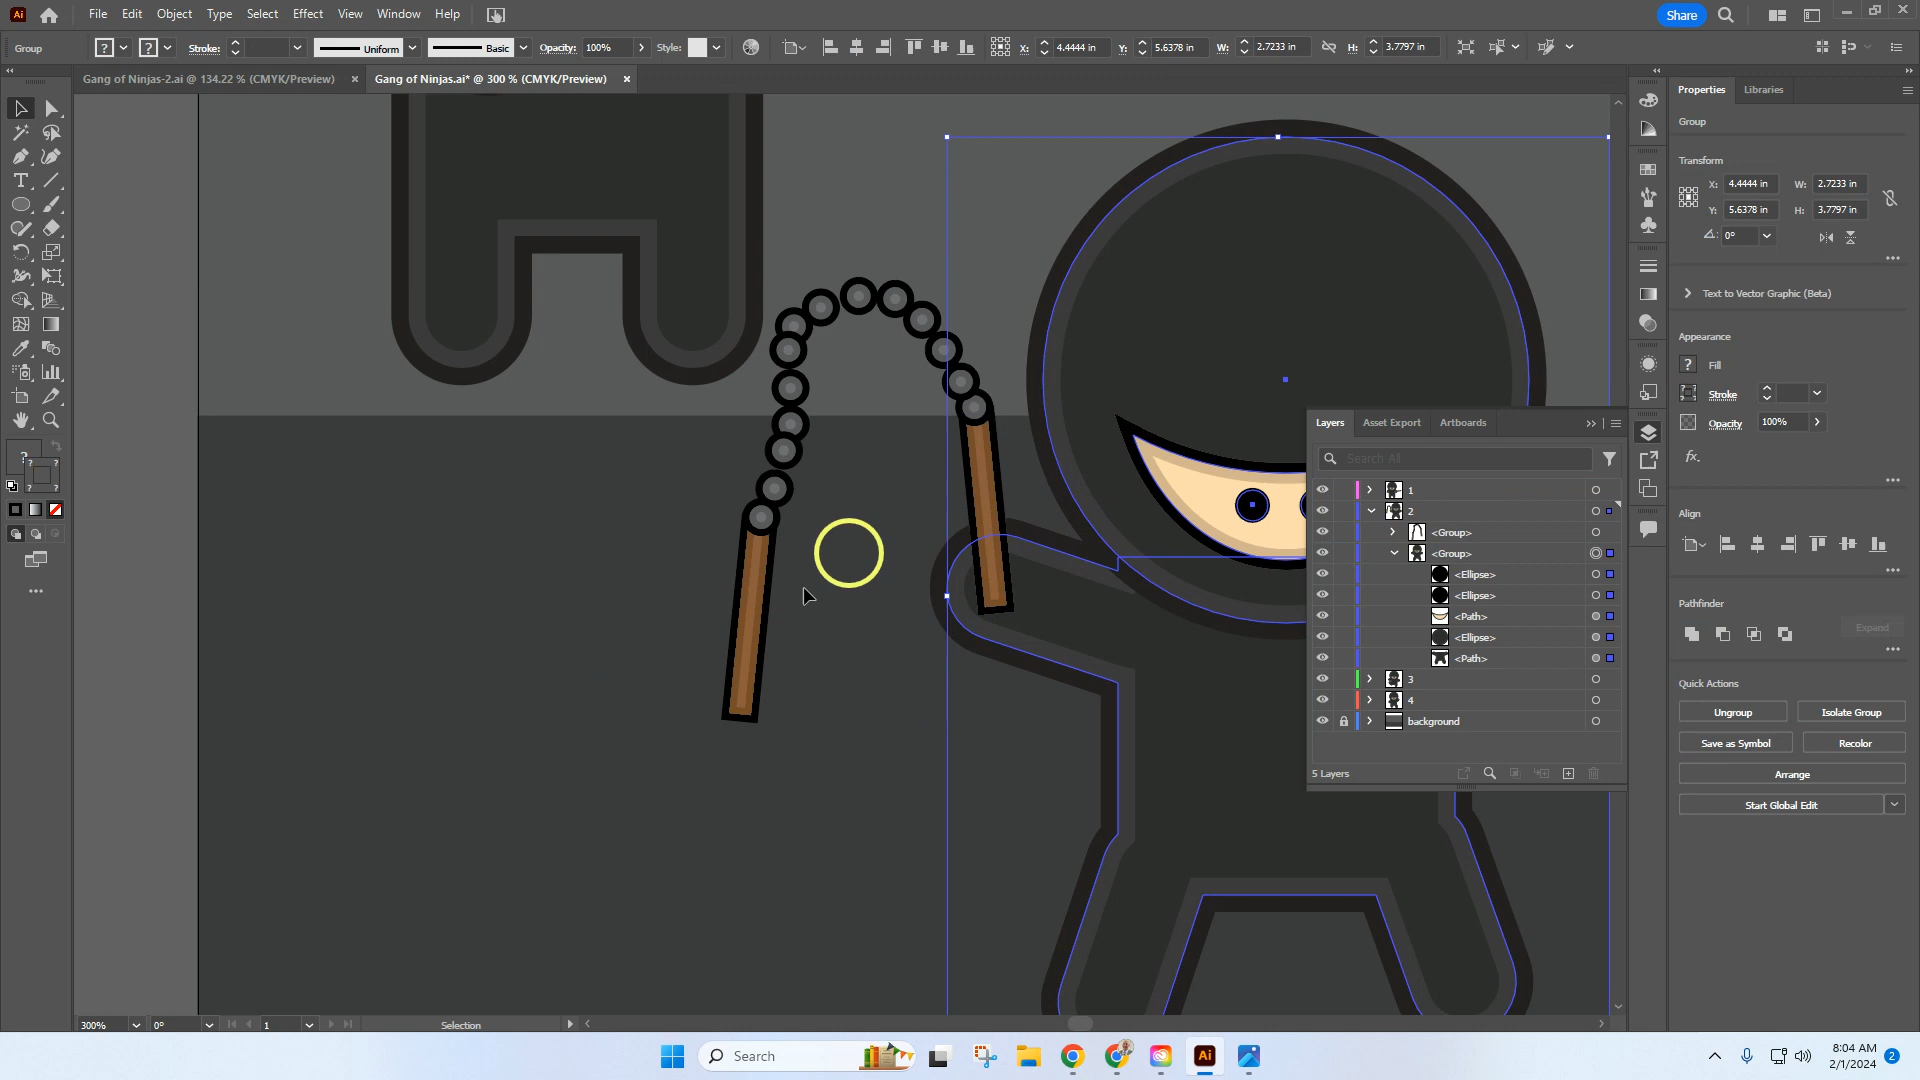 Ai File Edit Object Type Select Effect View Window Help Share
Group ? ? Stroke: Uniform Basic Opacity: 100% Style: X: 4.4444 in Y: 5.6378 in W: 2.7233 in H: 3.7797 in
Gang of Ninjas-2.ai @ 134.22 % (CMYK/Preview) × Gang of Ninjas.ai* @ 300 % (CMYK/Preview) ×
Properties Libraries
Group
Transform
X: 4.4444 in W: 2.7233 in
Y: 5.6378 in H: 3.7797 in
0°
Text to Vector Graphic (Beta)
Appearance
? Fill
Stroke
Opacity 100%
fx.
Align
Pathfinder
Expand
Quick Actions
Ungroup Isolate Group
Save as Symbol Recolor
Arrange
Start Global Edit
Layers Asset Export Artboards
Search All
1
2
<Group>
<Group>
<Ellipse>
<Ellipse>
<Path>
<Ellipse>
<Path>
3
4
background
5 Layers
300% 0° 1 Selection
Search
Ai
8:04 AM
2/1/2024
2